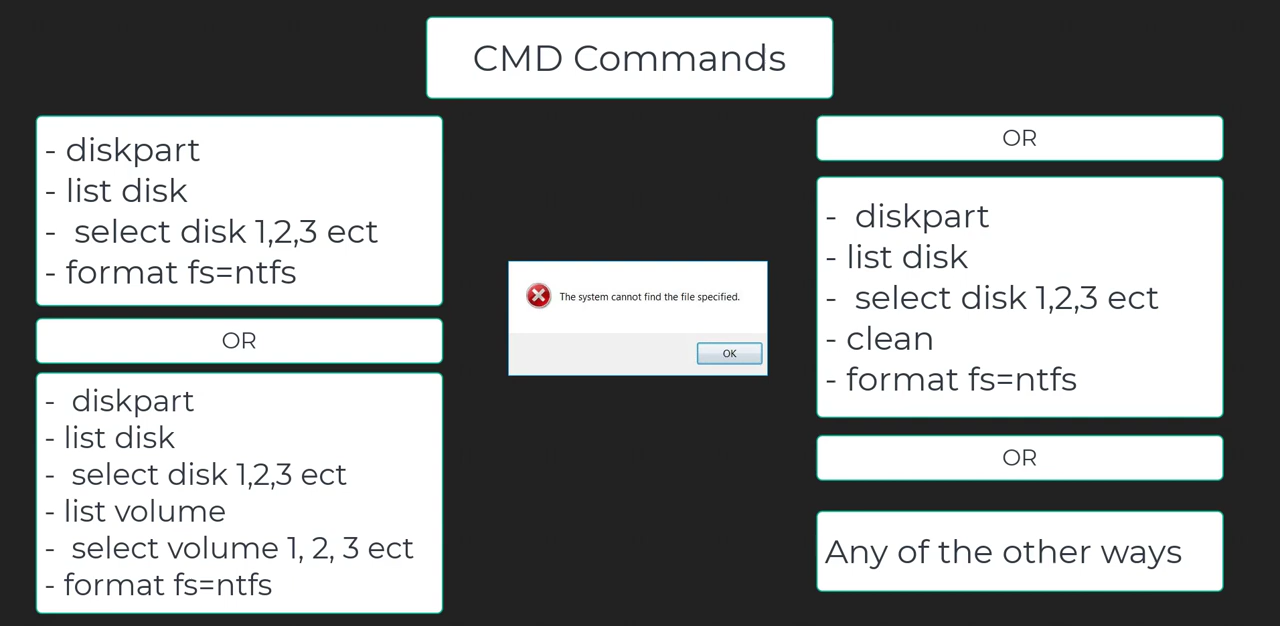 CMD Commands
- diskpart
- list disk
- select disk 1,2,3 ect
- format fs=ntfs
OR
- diskpart
- list disk
- select disk 1,2,3 ect
- list volume
- select volume 1, 2, 3 ect
- format fs=ntfs
The system cannot find the file specified.
OK
OR
- diskpart
- list disk
- select disk 1,2,3 ect
- clean
- format fs=ntfs
OR
Any of the other ways